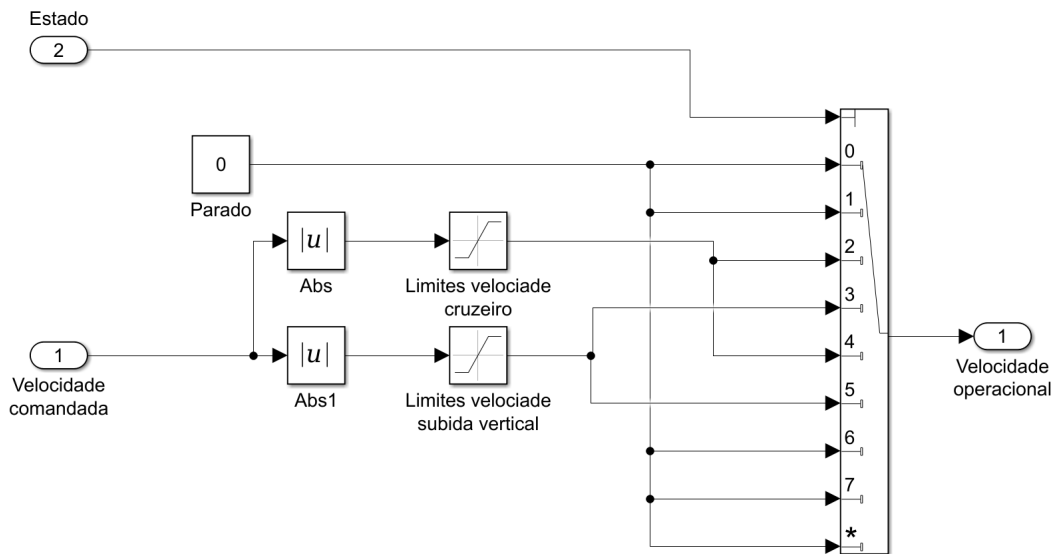 Estado
2
0
Parado
|u|
Abs
Limites velociade
cruzeiro
1
Velocidade
comandada
|u|
Abs1
Limites velociade
subida vertical
0
1
2
3
4
5
6
7
*
1
Velocidade
operacional